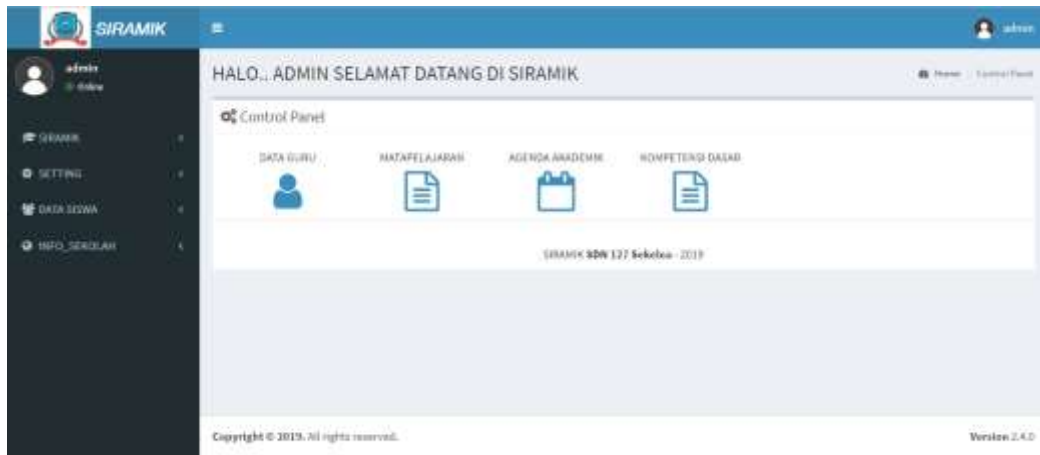 SIRAMIK
admin
admin
Online
HALO.. ADMIN SELAMAT DATANG DI SIRAMIK
Home Control Panel
Control Panel
SIRAMIK
SETTING
DATA SISWA
INFO_SEKOLAH
DATA GURU MATAPELAJARAN AGENDA AKADEMIK KOMPETENSI DASAR
SIRAMIK SDN 127 Sekeloa - 2019
Copyright © 2019. All rights reserved.
Version 2.4.0